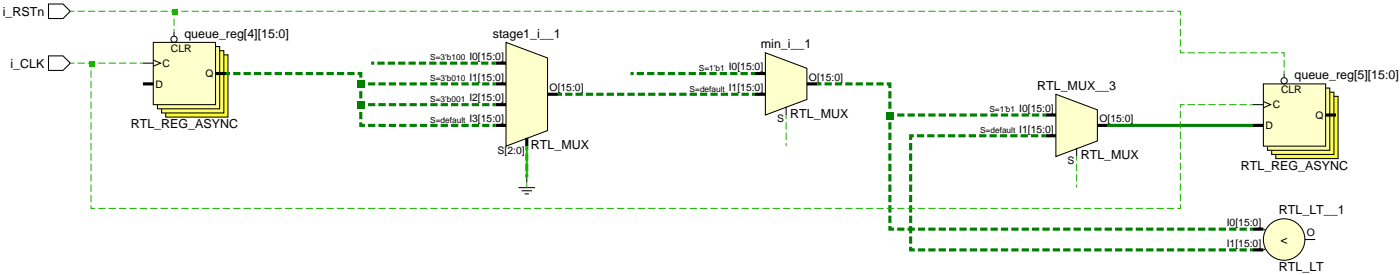 i_RSTn
i_CLK
queue_reg[4][15:0]
CLR
C
D
Q
RTL_REG_ASYNC
stage1_i__1
S=3'b100 I0[15:0]
S=3'b010 I1[15:0]
S=3'b001 I2[15:0]
S=default I3[15:0]
S[2:0]
O[15:0]
RTL_MUX
min_i__1
S=1'b1 I0[15:0]
S=default I1[15:0]
S
O[15:0]
RTL_MUX
RTL_MUX__3
S=1'b1 I0[15:0]
S=default I1[15:0]
S
O[15:0]
RTL_MUX
queue_reg[5][15:0]
CLR
C
D
Q
RTL_REG_ASYNC
RTL_LT__1
I0[15:0]
I1[15:0]
<
O
RTL_LT